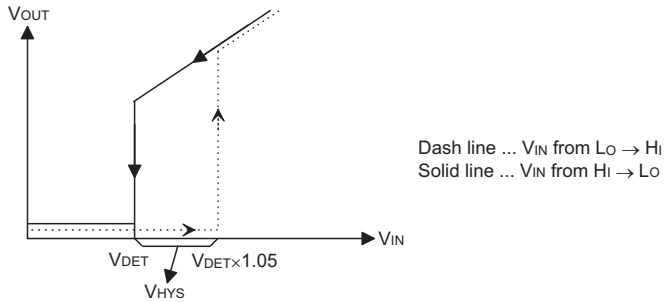 VOUT
Dash line ... VIN from LO → HI
Solid line ... VIN from HI → LO
VIN
VDET
VDET×1.05
VHYS